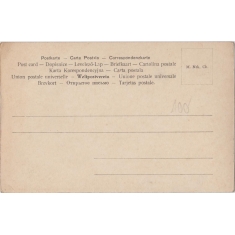 Postkarte — Carte Postale — Correspondenzkarte
Post card — Dopisnice — Levelező-Lap — Briefkaart — Cartolina postale
Karta Korespondencyjna — Carta postala.
Union postale universelle — Weltpostverein — Unione postale universale
Brevkort — Открытое письмо — Tarjeta postal.